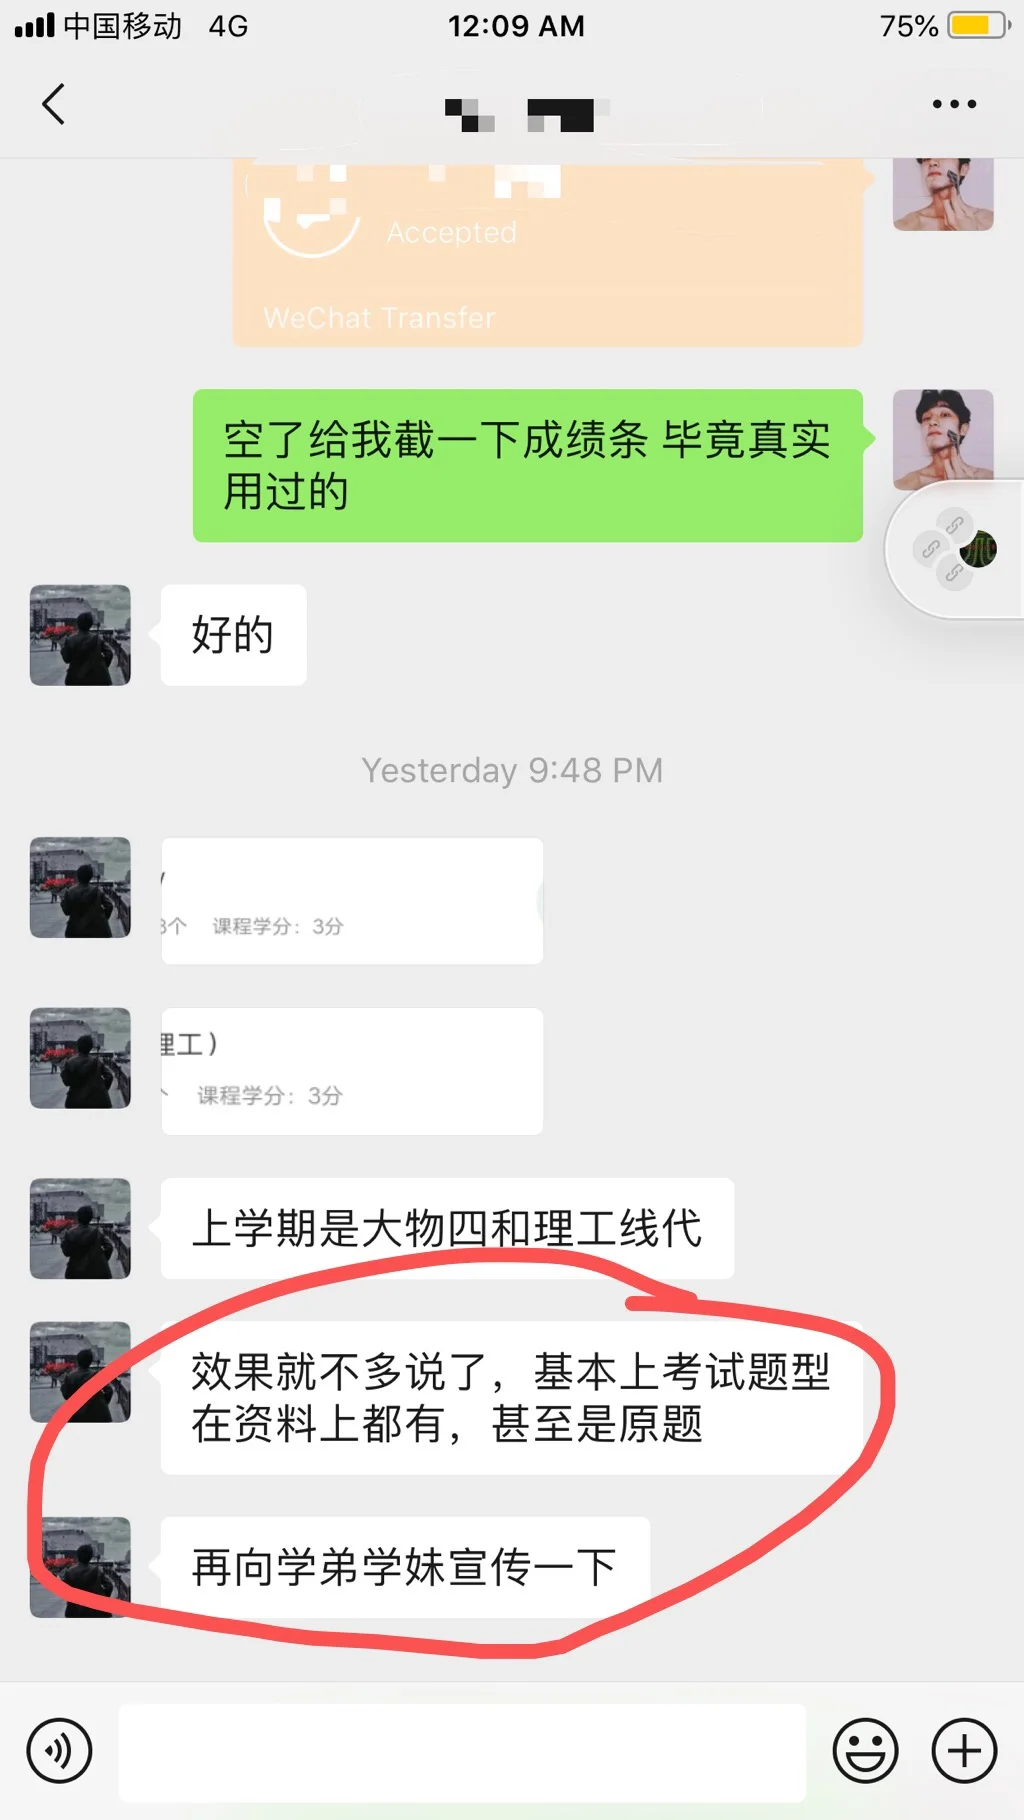 中国移动 4G 12:09 AM 75%
Accepted
WeChat Transfer
空了给我截一下成绩条 毕竟真实
用过的
好的
Yesterday 9:48 PM
3个 课程学分：3分
理工）
课程学分：3分
上学期是大物四和理工线代
效果就不多说了，基本上考试题型
在资料上都有，甚至是原题
再向学弟学妹宣传一下